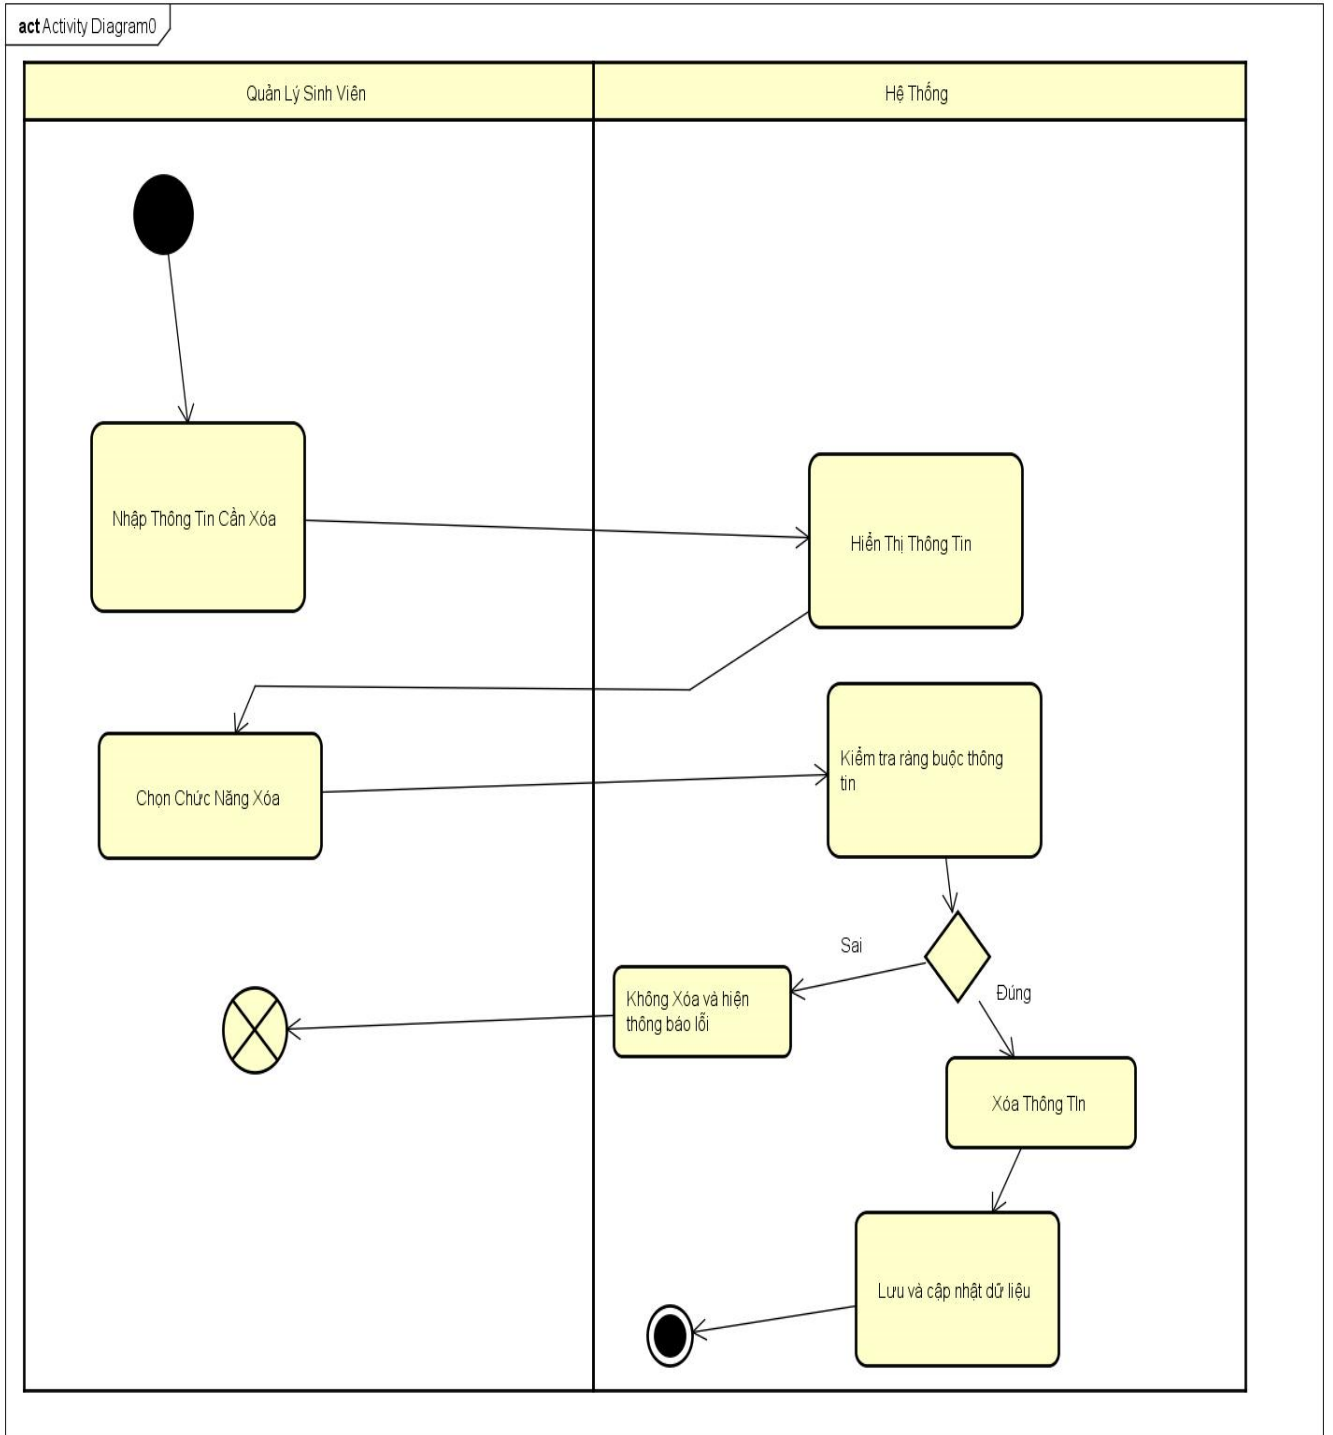 act Activity Diagram0
Quản Lý Sinh Viên
Hệ Thống
Nhập Thông Tin Cần Xóa
Hiển Thị Thông Tin
Chọn Chức Năng Xóa
Kiểm tra ràng buộc thông
tin
Sai
Đúng
Không Xóa và hiện
thông báo lỗi
Xóa Thông TIn
Lưu và cập nhật dữ liệu